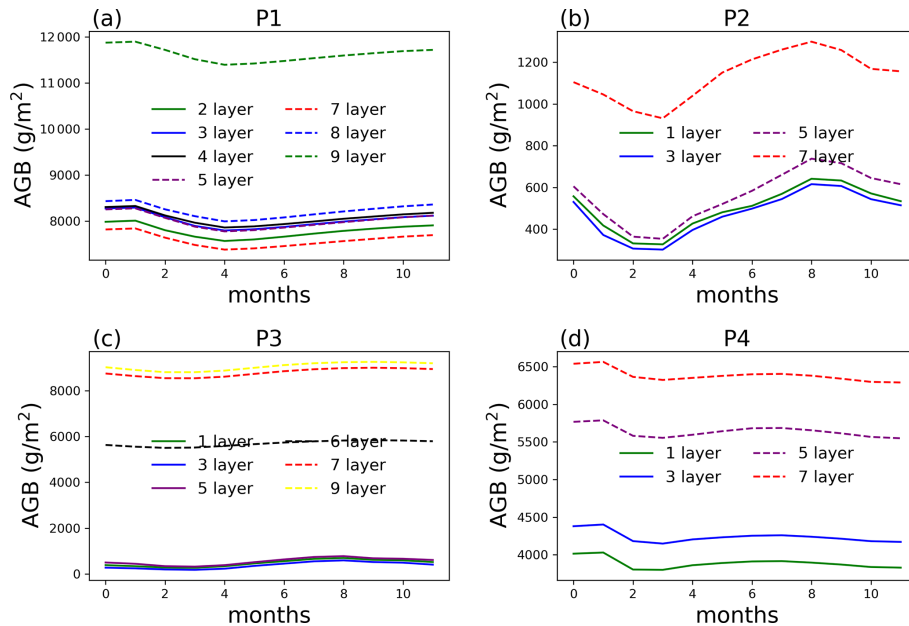 (a) P1
AGB (g/m²)
12000
11000
10000
9000
8000
2 layer
3 layer
4 layer
5 layer
7 layer
8 layer
9 layer
0 2 4 6 8 10
months
(b) P2
AGB (g/m²)
1200
1000
800
600
400
1 layer
3 layer
5 layer
7 layer
0 2 4 6 8 10
months
(c) P3
AGB (g/m²)
8000
6000
4000
2000
0
1 layer
3 layer
5 layer
6 layer
7 layer
9 layer
0 2 4 6 8 10
months
(d) P4
AGB (g/m²)
6500
6000
5500
5000
4500
4000
1 layer
3 layer
5 layer
7 layer
0 2 4 6 8 10
months